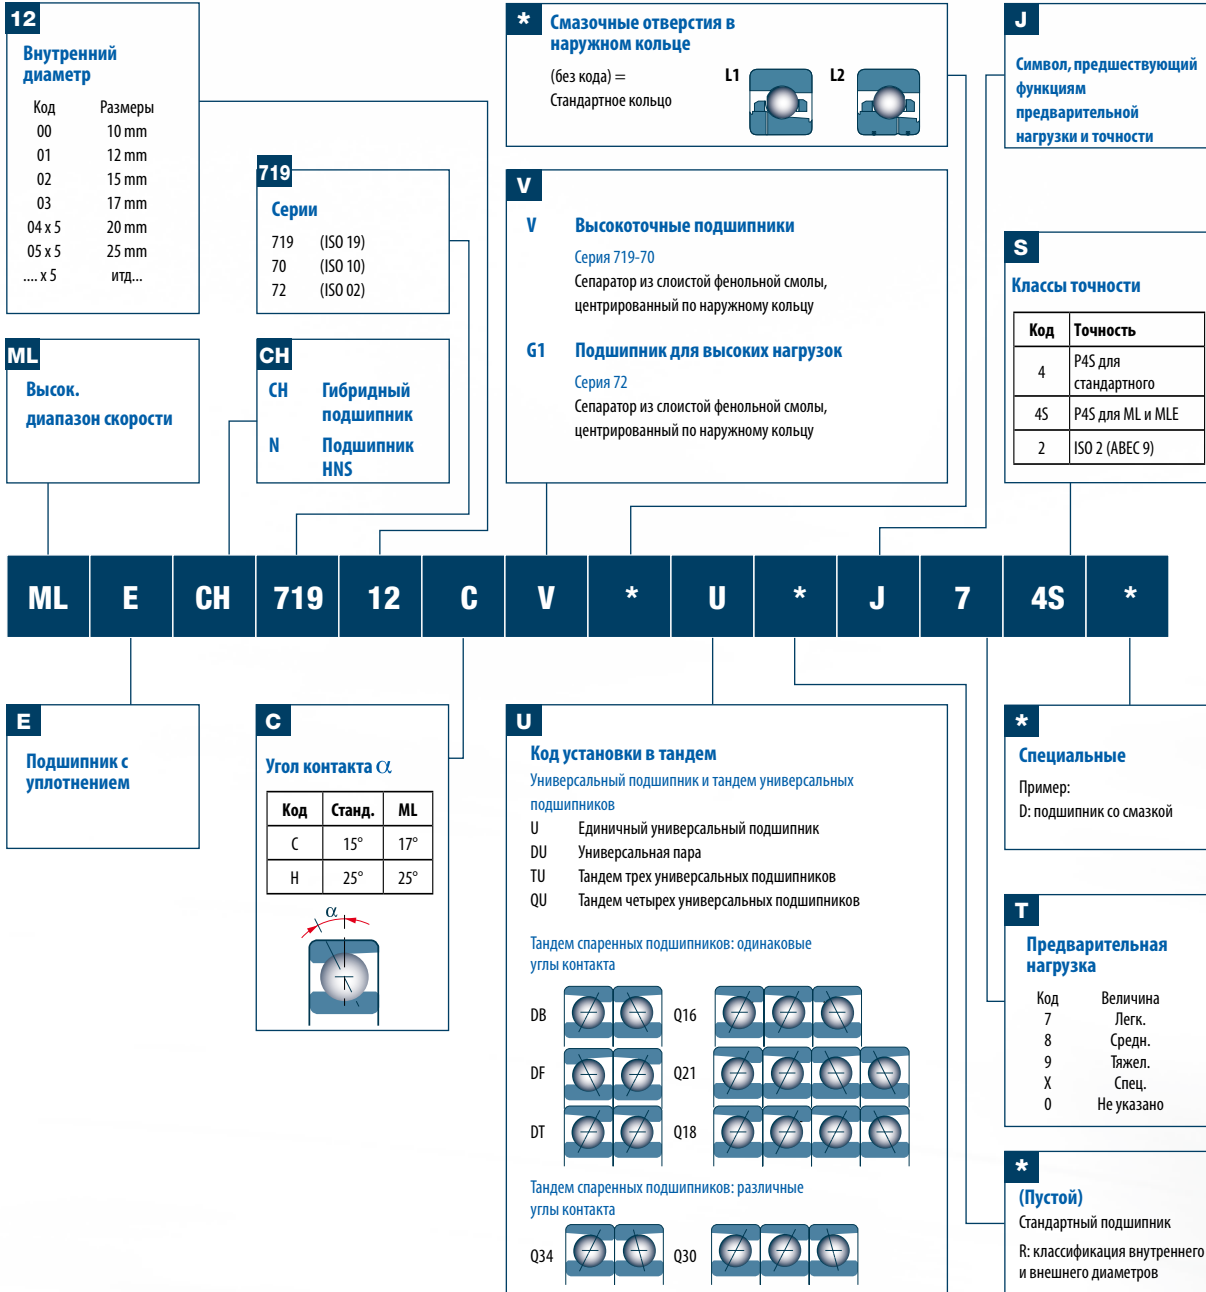 12
Внутренний
диаметр
Код Размеры
00 10 mm
01 12 mm
02 15 mm
03 17 mm
04 x 5 20 mm
05 x 5 25 mm
.... x 5 итд...
719
Серии
719 (ISO 19)
70 (ISO 10)
72 (ISO 02)
*
Смазочные отверстия в
наружном кольце
(без кода) =
Стандартное кольцо
L1 L2
J
Символ, предшествующий
функциям
предварительной
нагрузки и точности
V
V Высокоточные подшипники
Серия 719-70
Сепаратор из слоистой фенольной смолы,
центрированный по наружному кольцу
G1 Подшипник для высоких нагрузок
Серия 72
Сепаратор из слоистой фенольной смолы,
центрированный по наружному кольцу
S
Классы точности
Код Точность
4 P4S для
стандартного
4S P4S для ML и MLE
2 ISO 2 (ABEC 9)
ML
Высок.
диапазон скорости
CH
CH Гибридный
подшипник
N Подшипник
HNS
ML E CH 719 12 C V * U * J 7 4S *
E
Подшипник с
уплотнением
C
Угол контакта α
Код Станд. ML
C 15° 17°
H 25° 25°
α
U
Код установки в тандем
Универсальный подшипник и тандем универсальных
подшипников
U Единичный универсальный подшипник
DU Универсальная пара
TU Тандем трех универсальных подшипников
QU Тандем четырех универсальных подшипников
Тандем спаренных подшипников: одинаковые
углы контакта
DB Q16
DF Q21
DT Q18
Тандем спаренных подшипников: различные
углы контакта
Q34 Q30
*
Специальные
Пример:
D: подшипник со смазкой
T
Предварительная
нагрузка
Код Величина
7 Легк.
8 Средн.
9 Тяжел.
X Спец.
0 Не указано
*
(Пустой)
Стандартный подшипник
R: классификация внутреннего
и внешнего диаметров